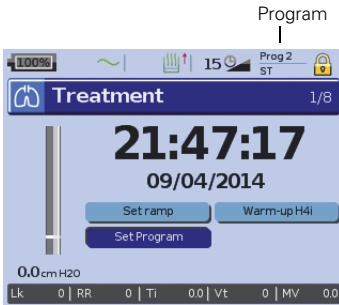 Program
100% 15 Prog 2
ST
Treatment 1/8
21:47:17
09/04/2014
Set ramp Warm-up H4i
Set Program
0.0 cm H2O
Lk 0 | RR 0 | Ti 0.0 | Vt 0 | MV 0.0